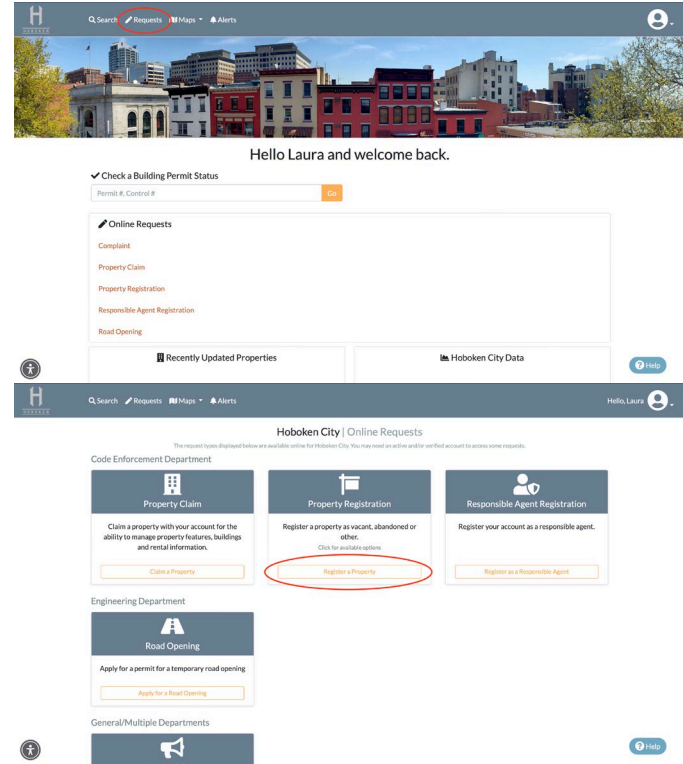 H
HOBOKEN
Search Requests Maps Alerts
Hello Laura and welcome back.
Check a Building Permit Status
Permit #, Control #
Go
Online Requests
Complaint
Property Claim
Property Registration
Responsible Agent Registration
Road Opening
Recently Updated Properties
Hoboken City Data
Help
H
HOBOKEN
Search Requests Maps Alerts
Hello, Laura
Hoboken City | Online Requests
The request types displayed below are available online for Hoboken City. You may need an active and/or verified account to access some requests.
Code Enforcement Department
Property Claim
Claim a property with your account for the
ability to manage property features, buildings
and rental information.
Claim a Property
Property Registration
Register a property as vacant, abandoned or
other.
Click for available options
Register a Property
Responsible Agent Registration
Register your account as a responsible agent.
Register as a Responsible Agent
Engineering Department
Road Opening
Apply for a permit for a temporary road opening
Apply for a Road Opening
General/Multiple Departments
Help